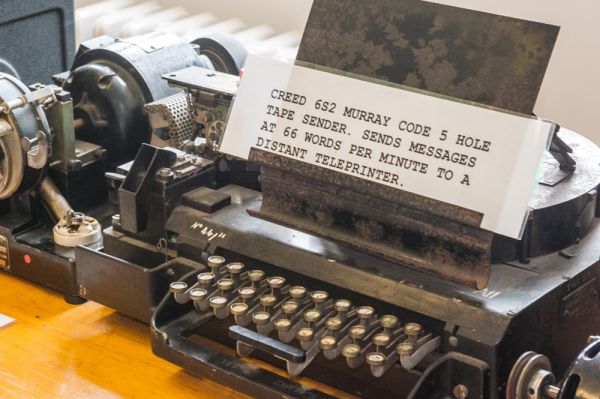 CREED 6S2 MURRAY CODE 5 HOLE
TAPE SENDER. SENDS MESSAGES
AT 66 WORDS PER MINUTE TO A
DISTANT TELEPRINTER.